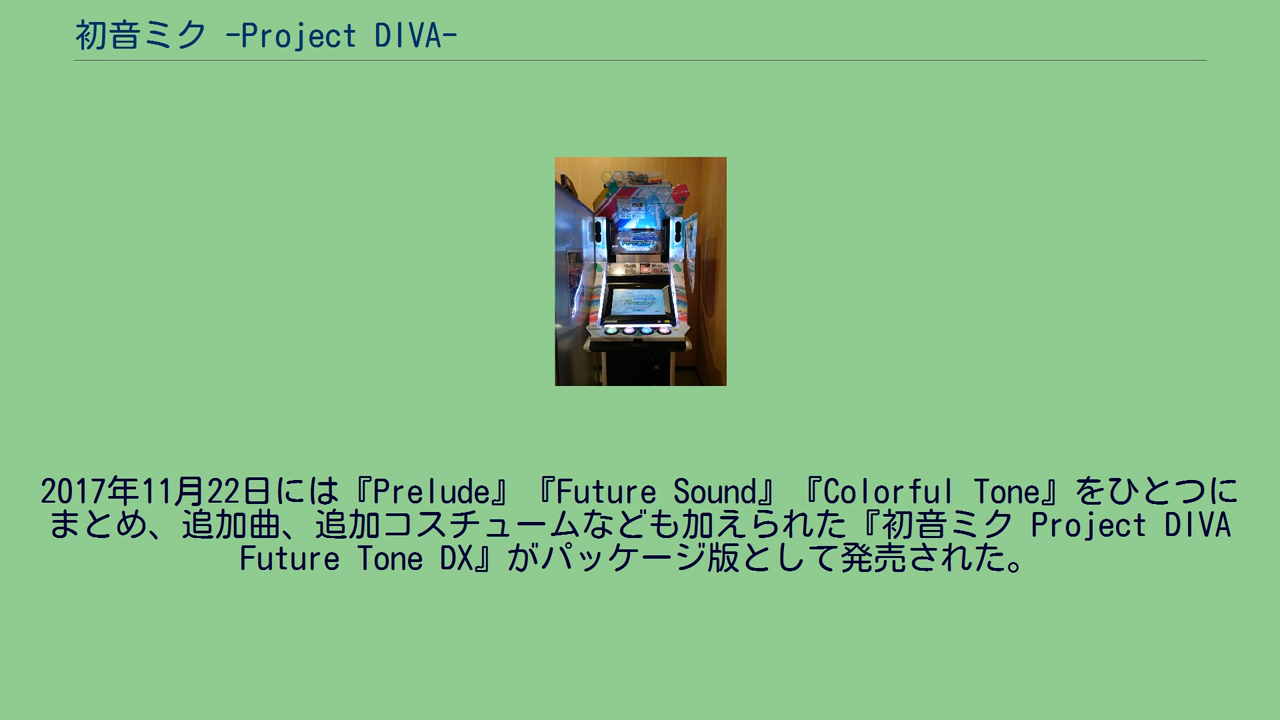 初音ミク -Project DIVA-
2017年11月22日には『Prelude』『Future Sound』『Colorful Tone』をひとつに
まとめ、追加曲、追加コスチュームなども加えられた『初音ミク Project DIVA
Future Tone DX』がパッケージ版として発売された。